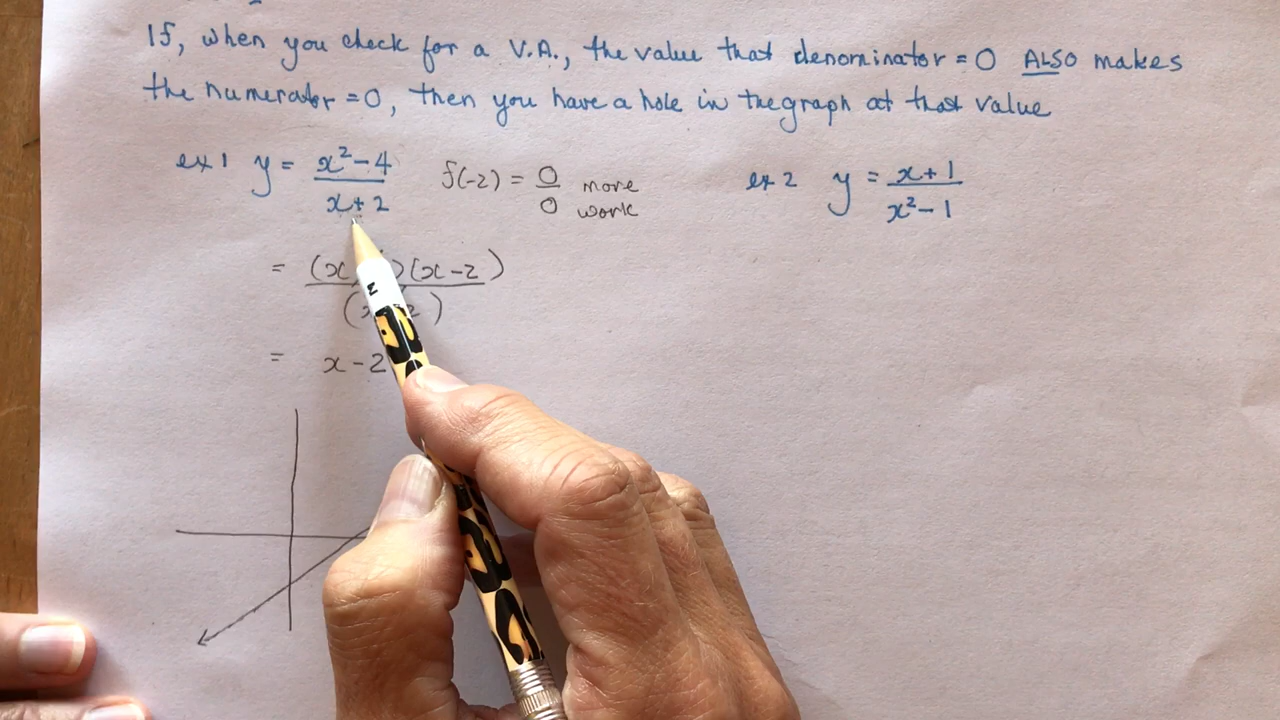 If, when you check for a V.A., the value that denominator = 0 ALSO makes
the numerator = 0, then you have a hole in the graph at that value
ex 1 y = (x² - 4)/(x + 2) f(-2) = 0/0 more work
= (x )(x - 2)/( 2)
= x - 2
ex 2 y = (x + 1)/(x² - 1)